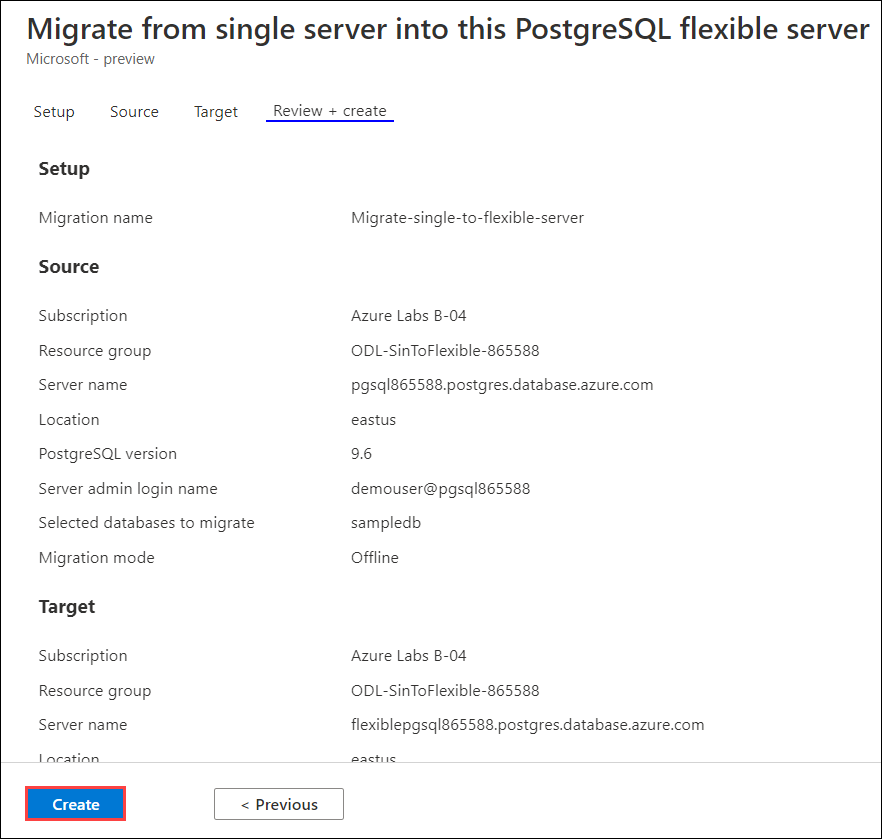 Migrate from single server into this PostgreSQL flexible server
Microsoft - preview
Setup Source Target Review + create
Setup
Migration name Migrate-single-to-flexible-server
Source
Subscription Azure Labs B-04
Resource group ODL-SinToFlexible-865588
Server name pgsql865588.postgres.database.azure.com
Location eastus
PostgreSQL version 9.6
Server admin login name demouser@pgsql865588
Selected databases to migrate sampledb
Migration mode Offline
Target
Subscription Azure Labs B-04
Resource group ODL-SinToFlexible-865588
Server name flexiblepgsql865588.postgres.database.azure.com
Location eastus
Create < Previous